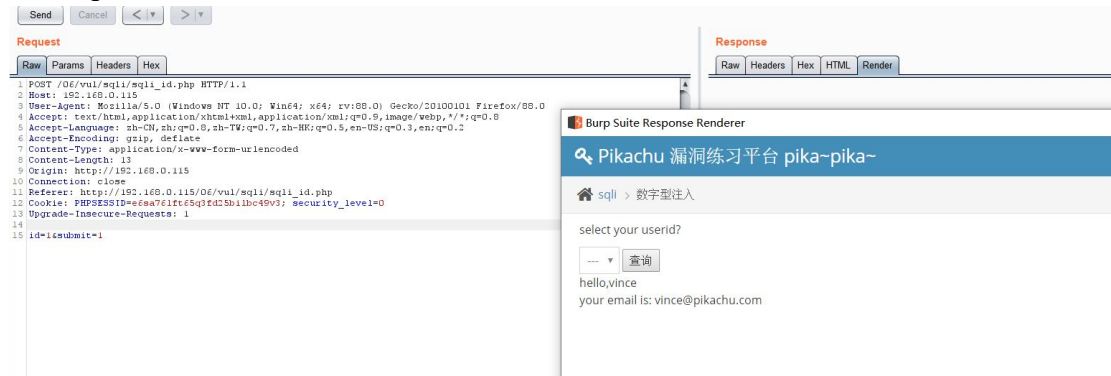 Send Cancel < > 
Request
Raw Params Headers Hex
1 POST /06/vul/sqli/sqli_id.php HTTP/1.1
2 Host: 192.168.0.115
3 User-Agent: Mozilla/5.0 (Windows NT 10.0; Win64; x64; rv:88.0) Gecko/20100101 Firefox/88.0
4 Accept: text/html,application/xhtml+xml,application/xml;q=0.9,image/webp,*/*;q=0.8
5 Accept-Language: zh-CN,zh;q=0.8,zh-TW;q=0.7,zh-HK;q=0.5,en-US;q=0.3,en;q=0.2
6 Accept-Encoding: gzip, deflate
7 Content-Type: application/x-www-form-urlencoded
8 Content-Length: 13
9 Origin: http://192.168.0.115
10 Connection: close
11 Referer: http://192.168.0.115/06/vul/sqli/sqli_id.php
12 Cookie: PHPSESSID=e6sa761ft65q3fd25bilbc49v3; security_level=0
13 Upgrade-Insecure-Requests: 1
14
15 id=1&submit=1
Response
Raw Headers Hex HTML Render
Burp Suite Response Renderer
Pikachu 漏洞练习平台 pika~pika~
sqli > 数字型注入
select your userid?
--- 查询
hello,vince
your email is: vince@pikachu.com